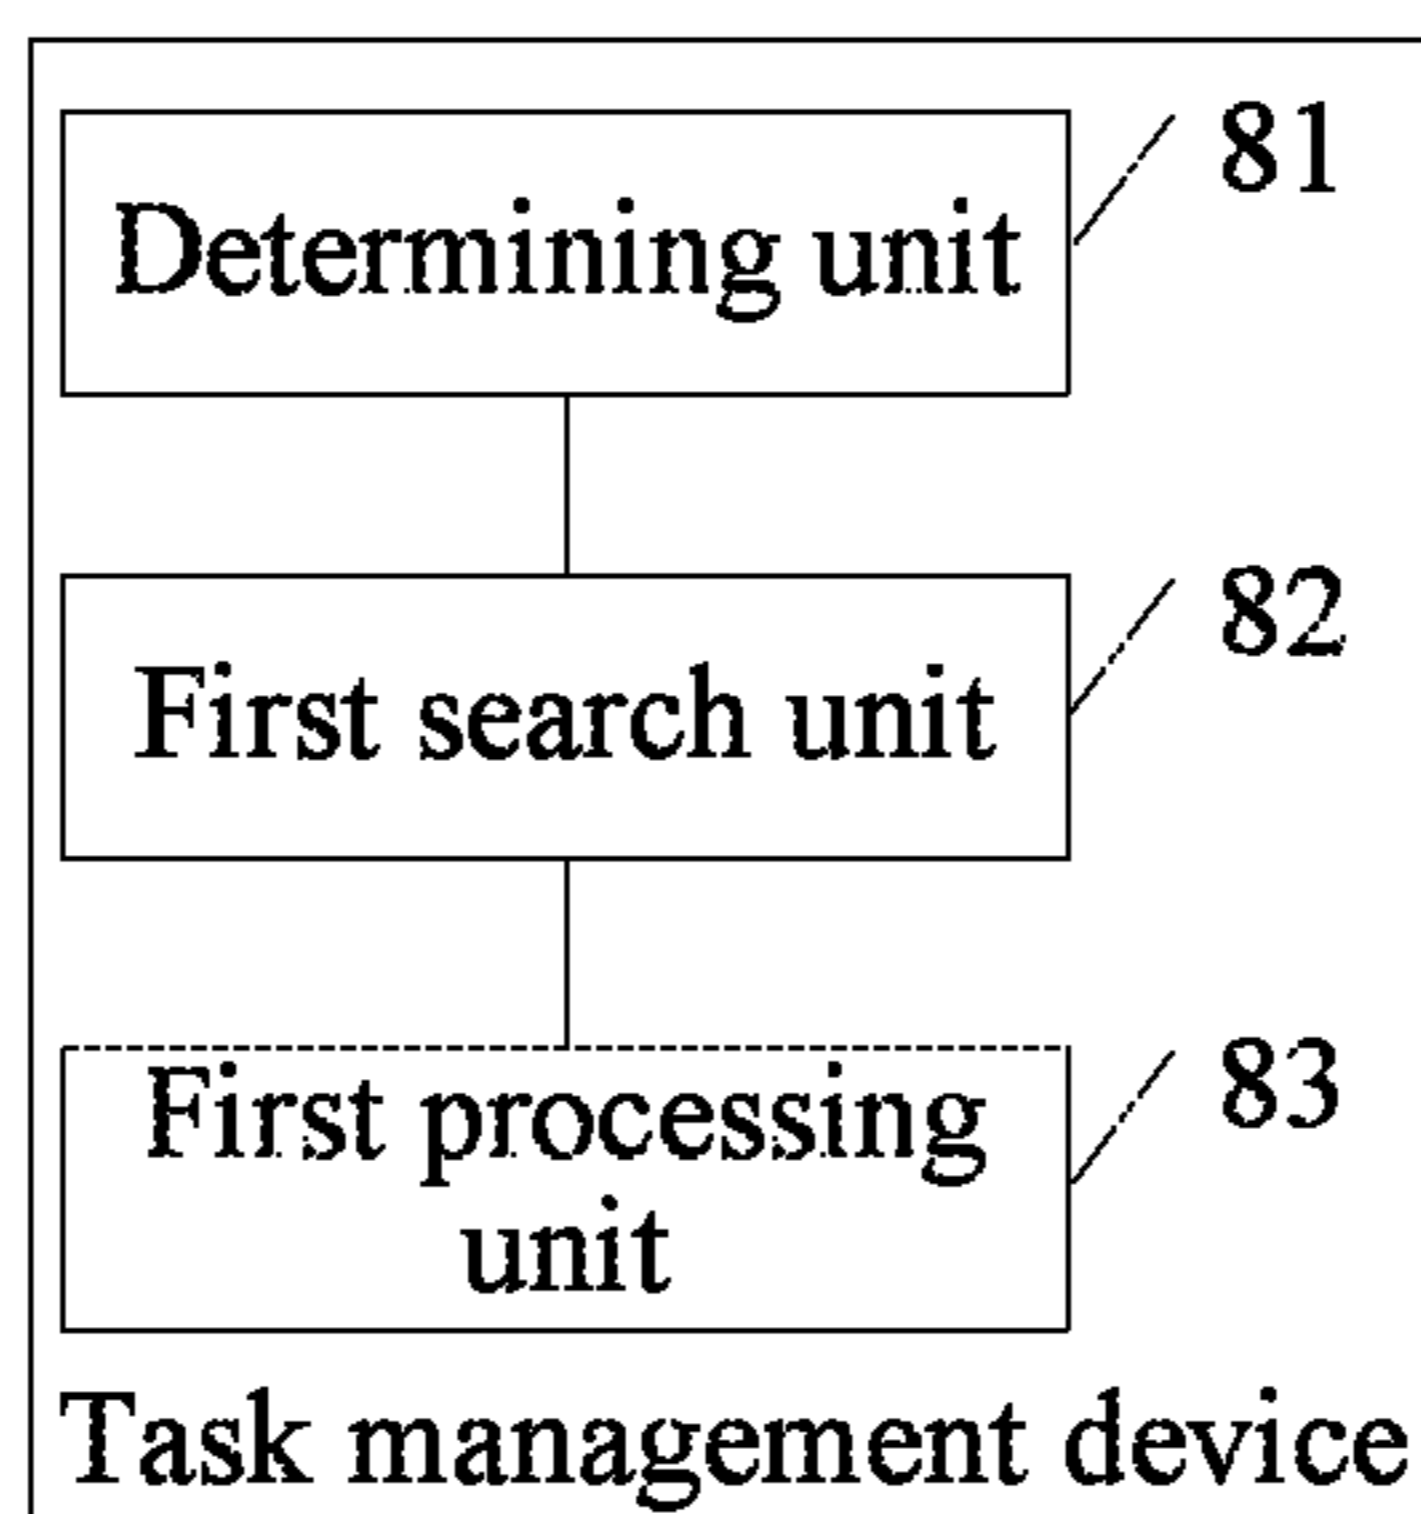 81
Determining unit
82
First search unit
83
First processing
unit
Task management device